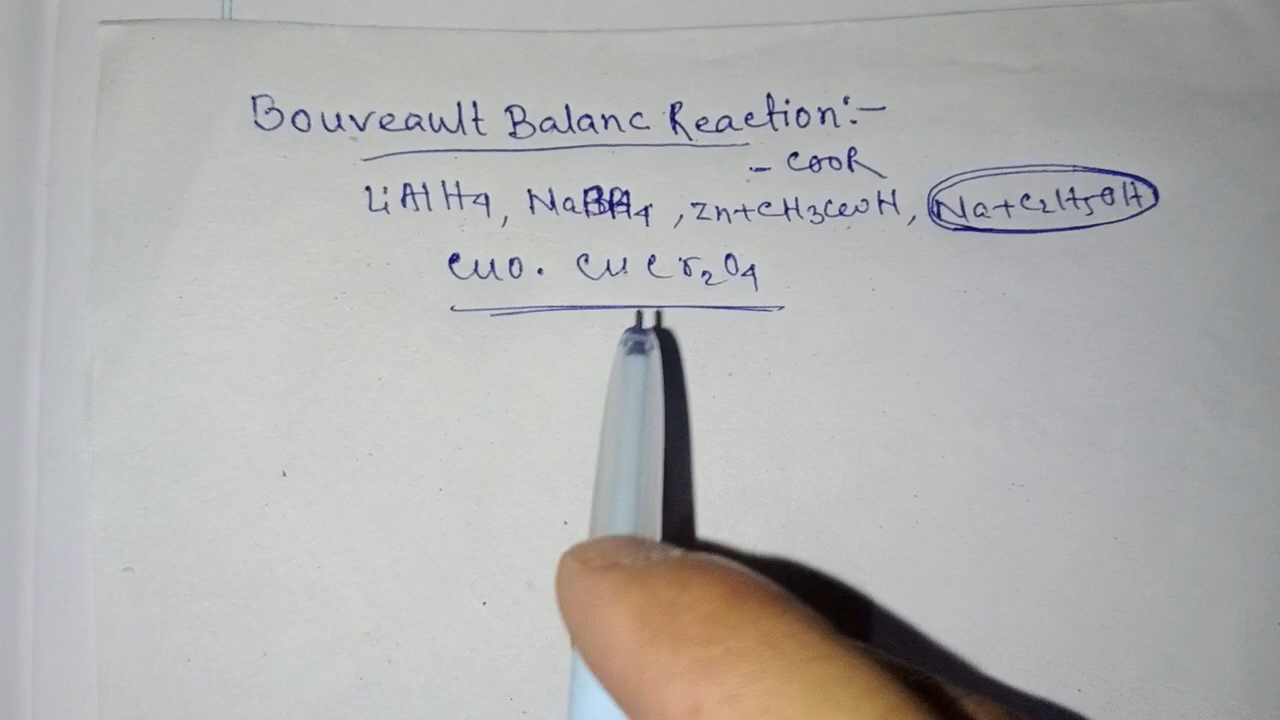 Bouveault Balanc Reaction:-
- COOR
LiAlH4, NaBH4, Zn+CH3COOH, Na+C2H5OH
CuO. CuCr2O4